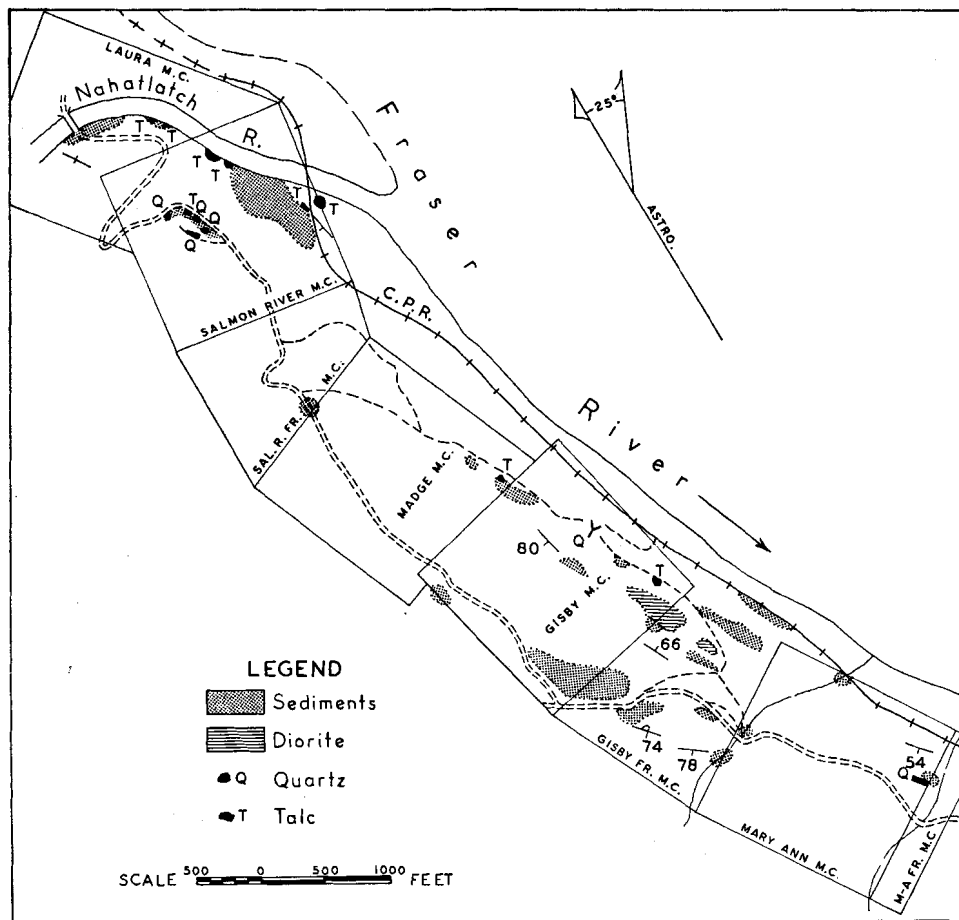 LAURA M.C.
Nahatlatch
R.
Fraser
River
25°
ASTRO.
T
T
T
T
T
T
Q
T
Q
Q
Q
SALMON RIVER M.C.
C.P.R.
SAL. R. FR. M.C.
MADGE M.C.
T
80
Q
T
GISBY M.C.
66
74
78
GISBY FR. M.C.
54
Q
MARY ANN M.C.
M-A FR. M.C.
LEGEND
Sediments
Diorite
Q Quartz
T Talc
SCALE 500 0 500 1000 FEET